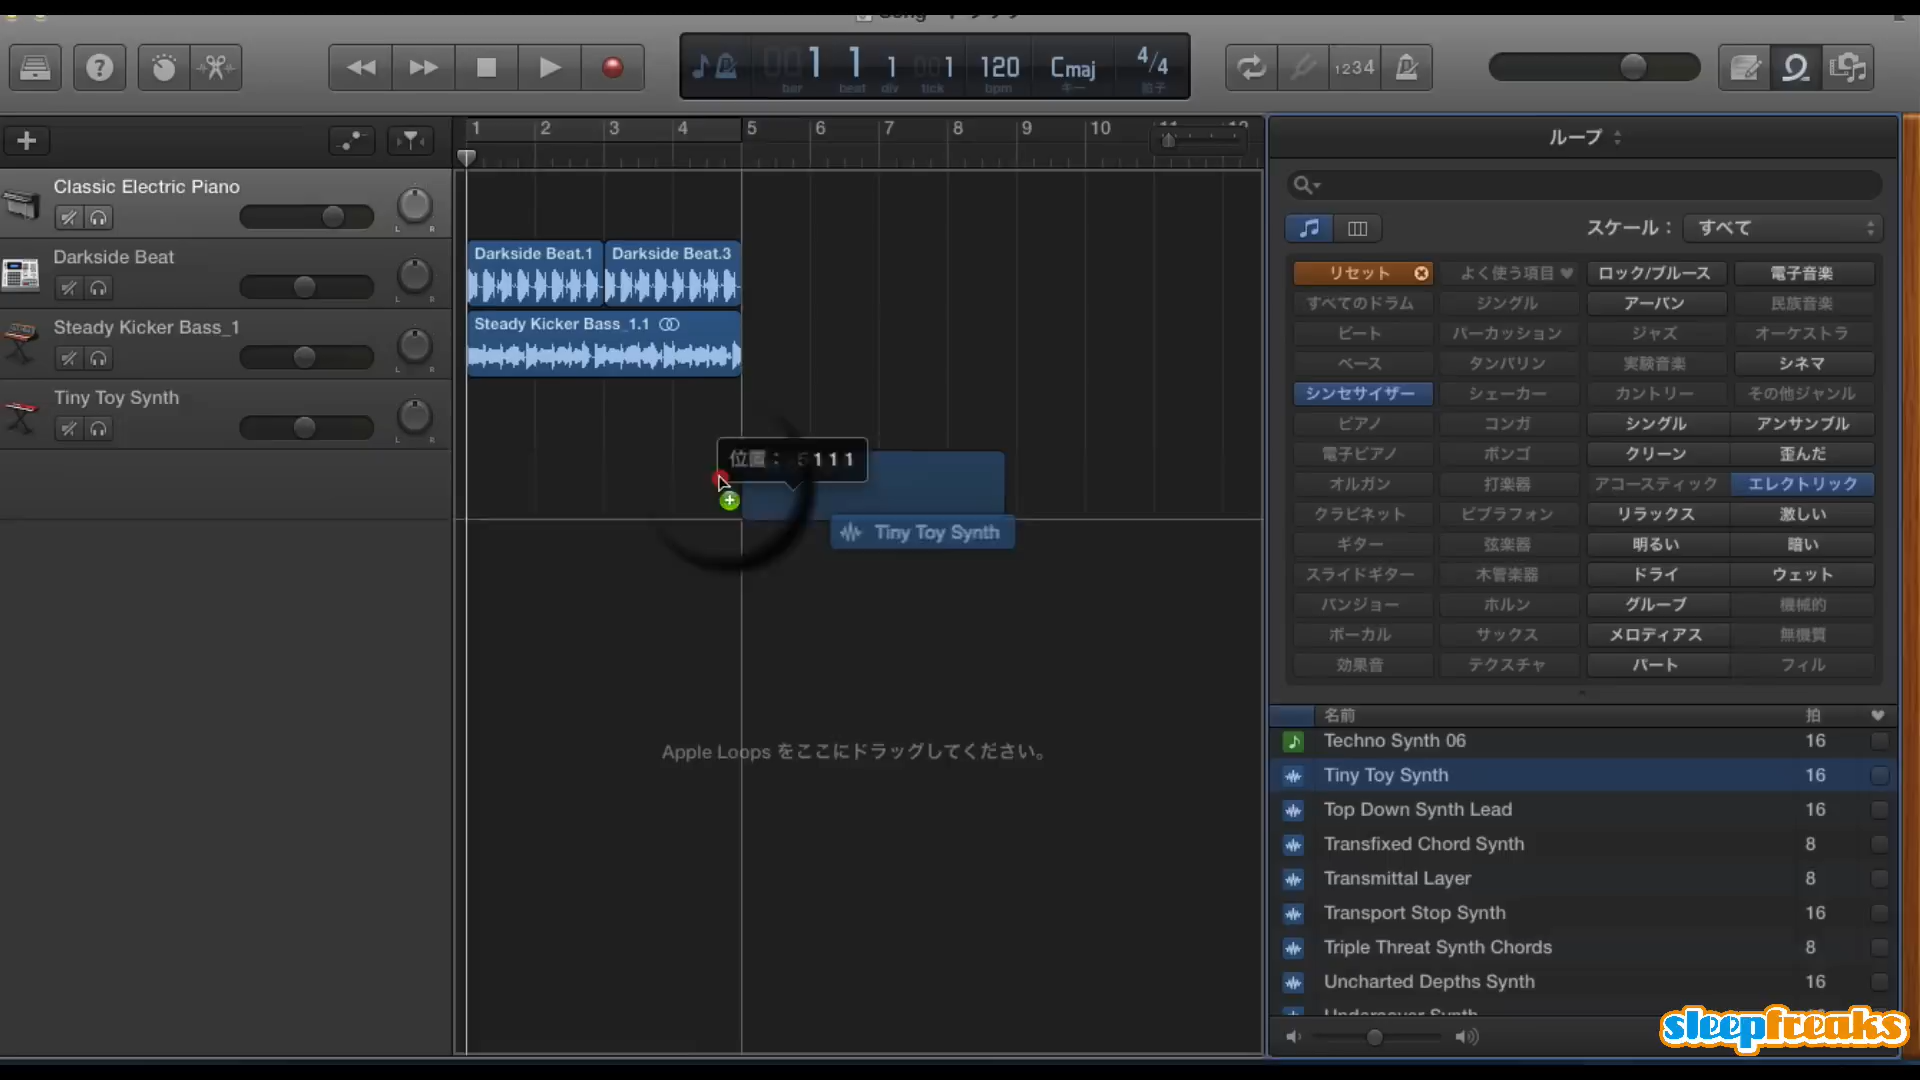 1 1 1 1 120 Cmaj 4/4
bar beat div tick bpm キー 拍子
1234
1 2 3 4 5 6 7 8 9 10
ループ
Classic Electric Piano
L R
Darkside Beat
L R
Steady Kicker Bass_1
L R
Tiny Toy Synth
L R
Darkside Beat.1 Darkside Beat.3
Steady Kicker Bass_1.1
位置： 5 1 1 1
Tiny Toy Synth
Apple Loops をここにドラッグしてください。
スケール： すべて
リセット よく使う項目 ロック/ブルース 電子音楽
すべてのドラム ジングル アーバン 民族音楽
ビート パーカッション ジャズ オーケストラ
ベース タンバリン 実験音楽 シネマ
シンセサイザー シェーカー カントリー その他ジャンル
ピアノ コンガ シングル アンサンブル
電子ピアノ ボンゴ クリーン 歪んだ
オルガン 打楽器 アコースティック エレクトリック
クラビネット ビブラフォン リラックス 激しい
ギター 弦楽器 明るい 暗い
スライドギター 木管楽器 ドライ ウェット
バンジョー ホルン グルーブ 機械的
ボーカル サックス メロディアス 無機質
効果音 テクスチャ パート フィル
名前 拍
Techno Synth 06 16
Tiny Toy Synth 16
Top Down Synth Lead 16
Transfixed Chord Synth 8
Transmittal Layer 8
Transport Stop Synth 16
Triple Threat Synth Chords 8
Uncharted Depths Synth 16
sleepfreaks